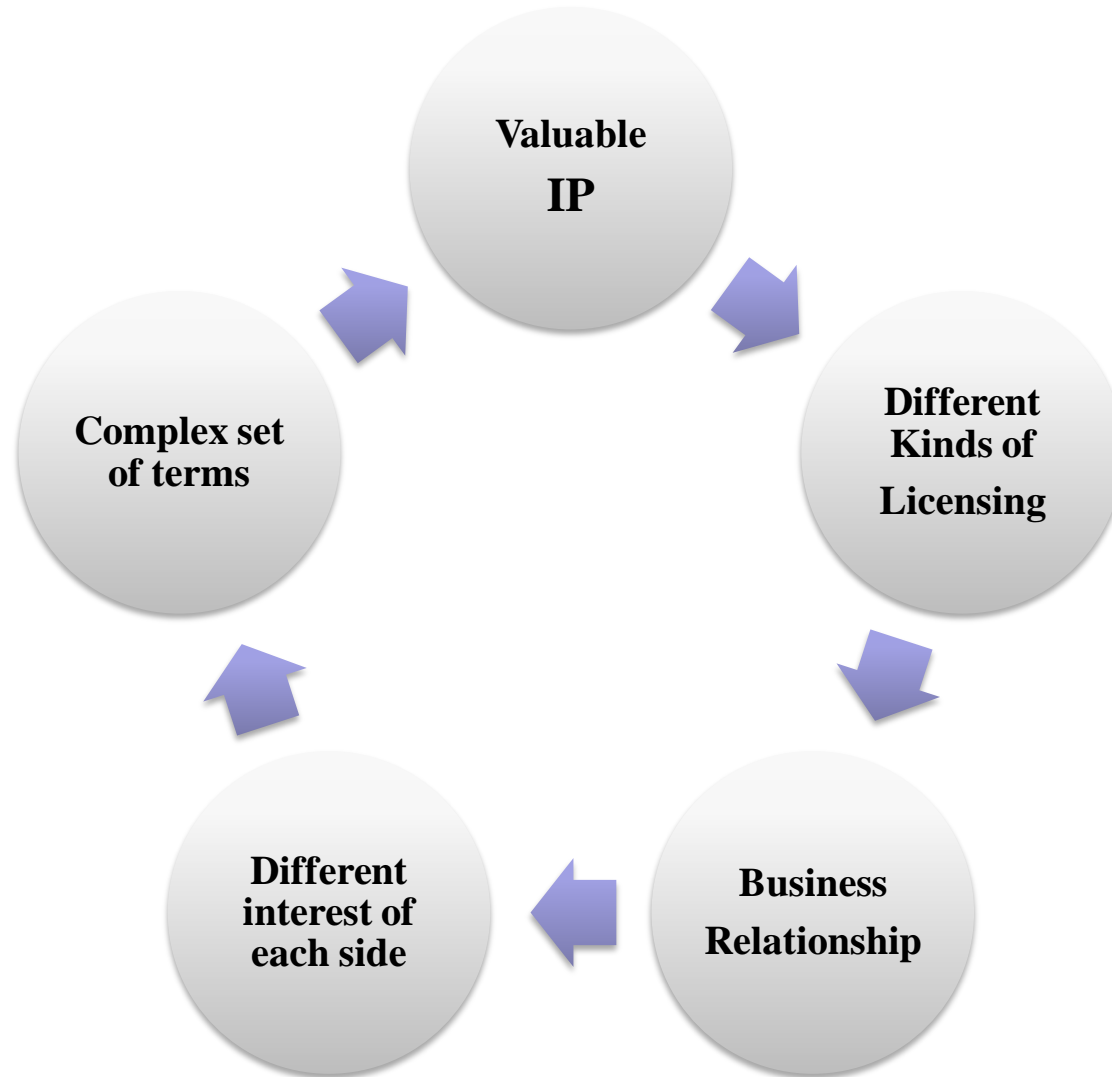 Valuable
IP
Different
Kinds of
Licensing
Business
Relationship
Different
interest of
each side
Complex set
of terms